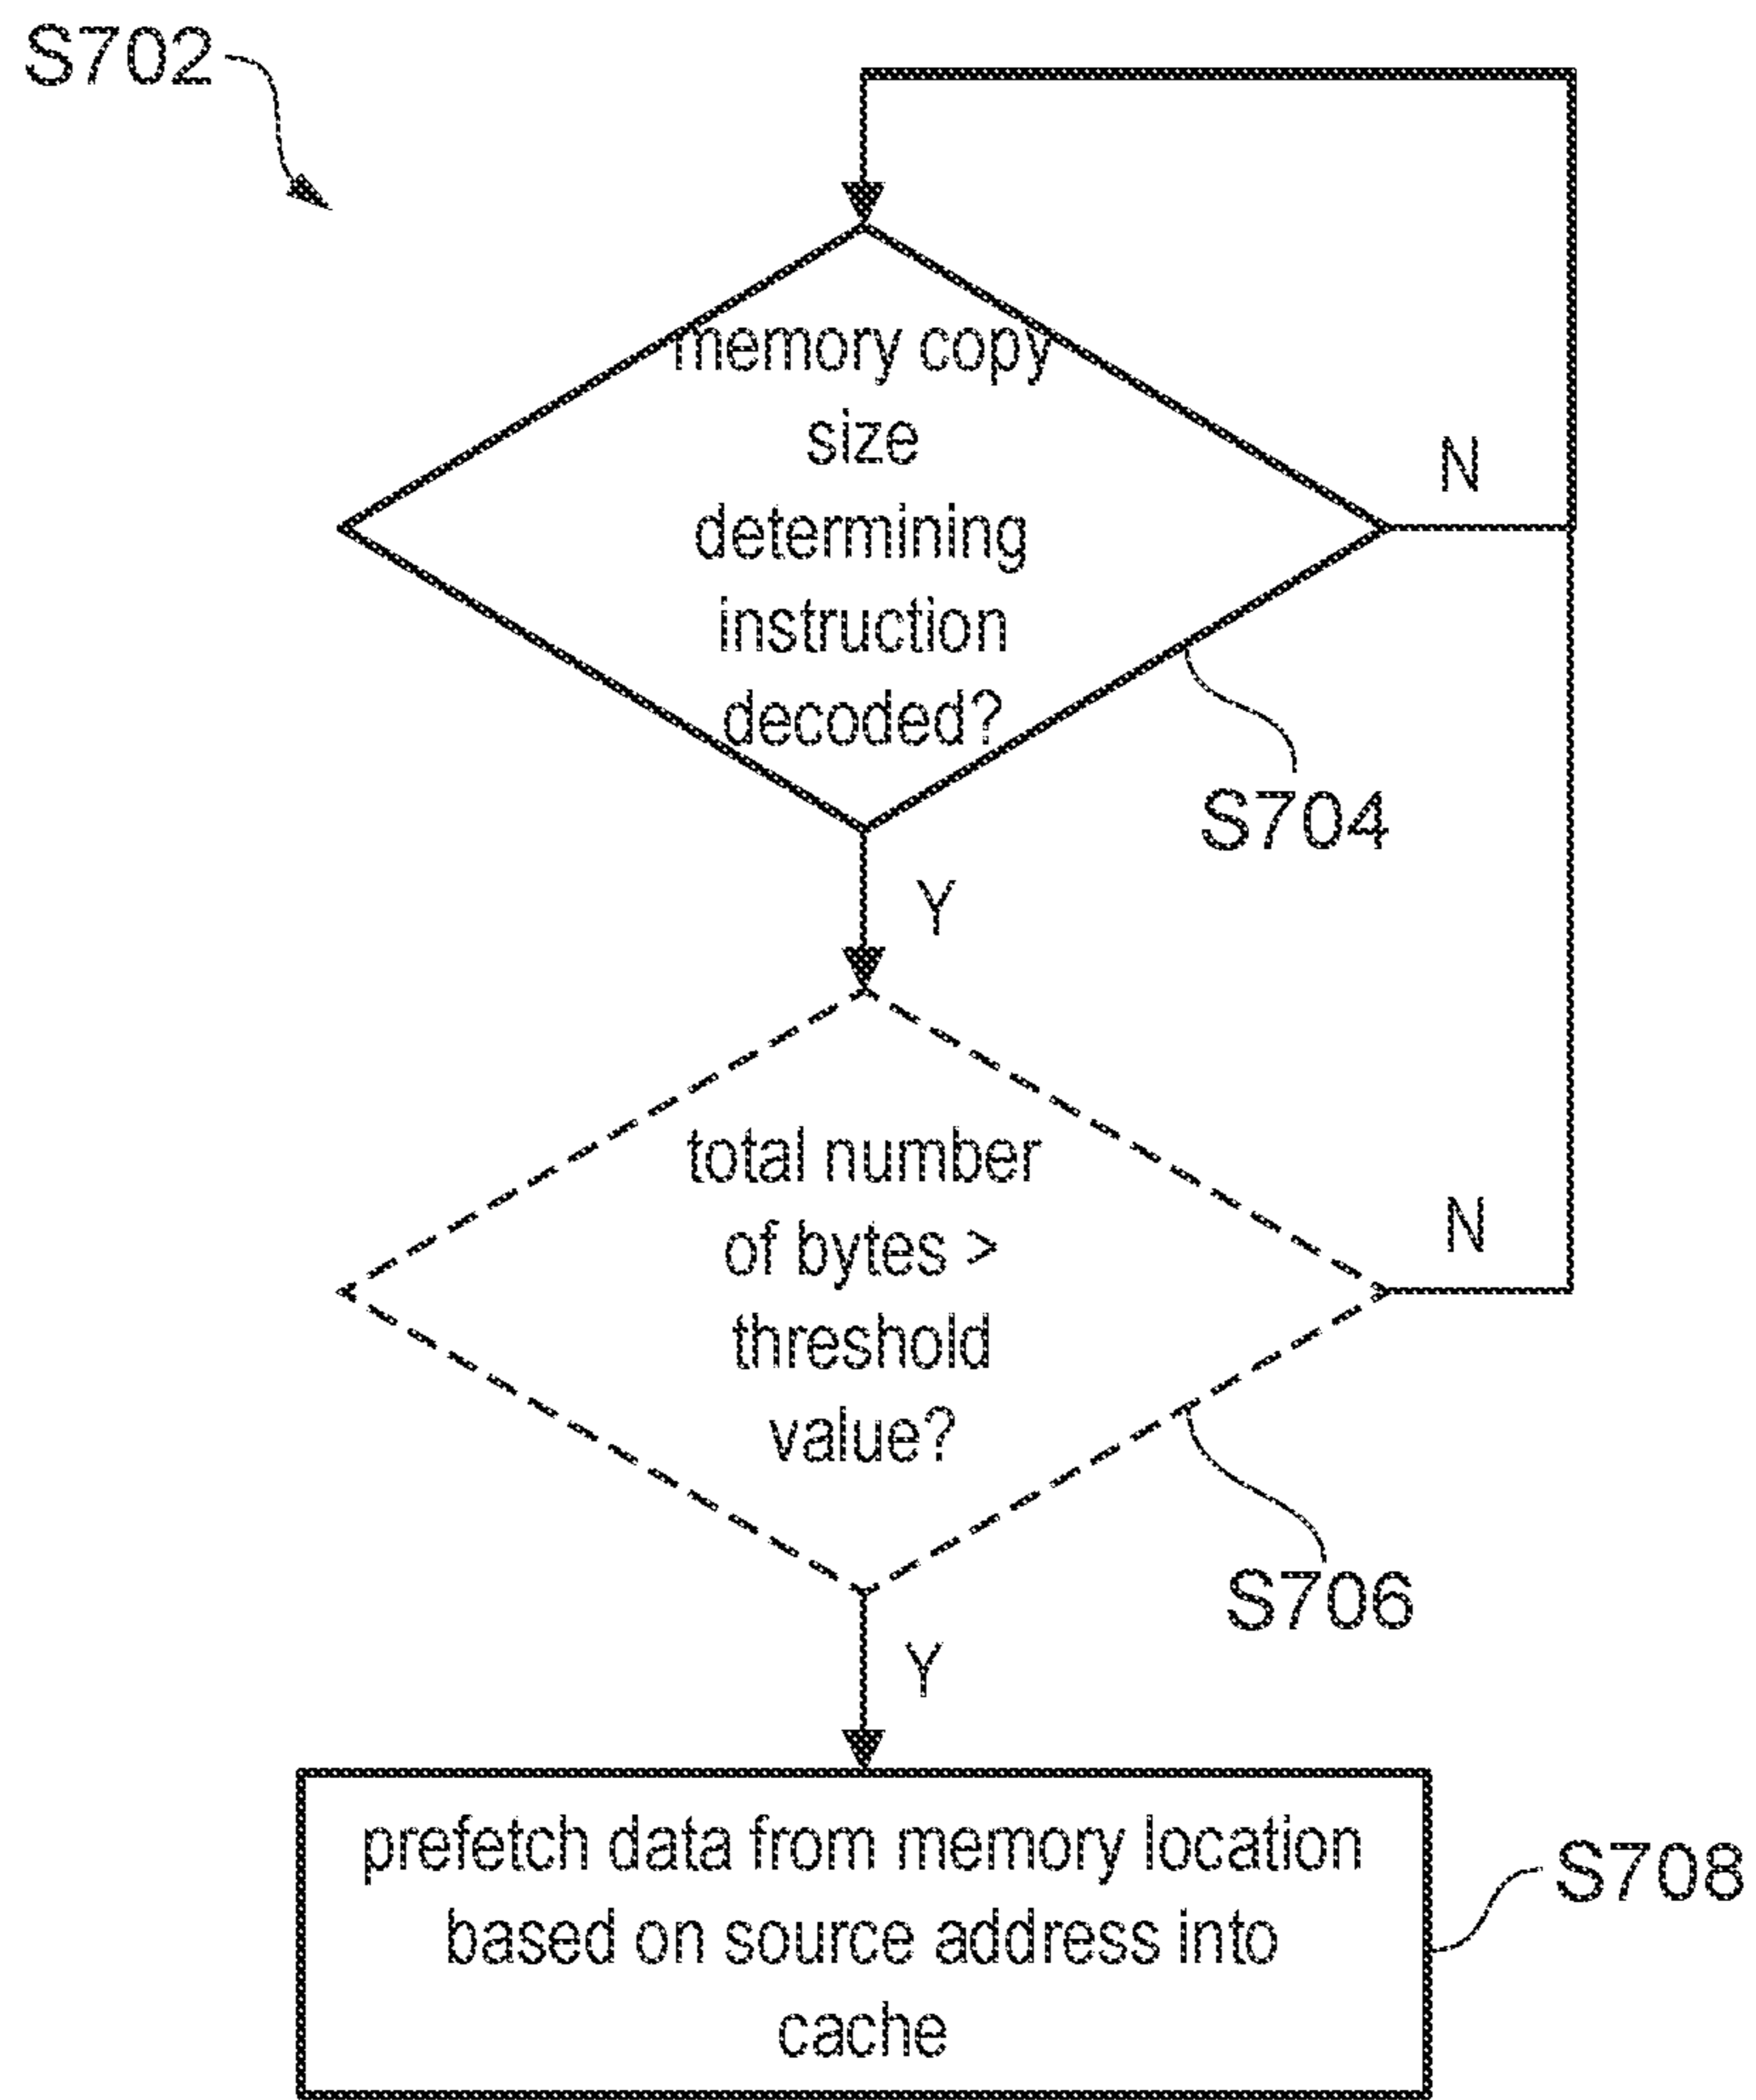 S702
memory copy
size
determining
instruction
decoded?
N
S704
Y
total number
of bytes >
threshold
value?
N
S706
Y
prefetch data from memory location
based on source address into
cache
S708